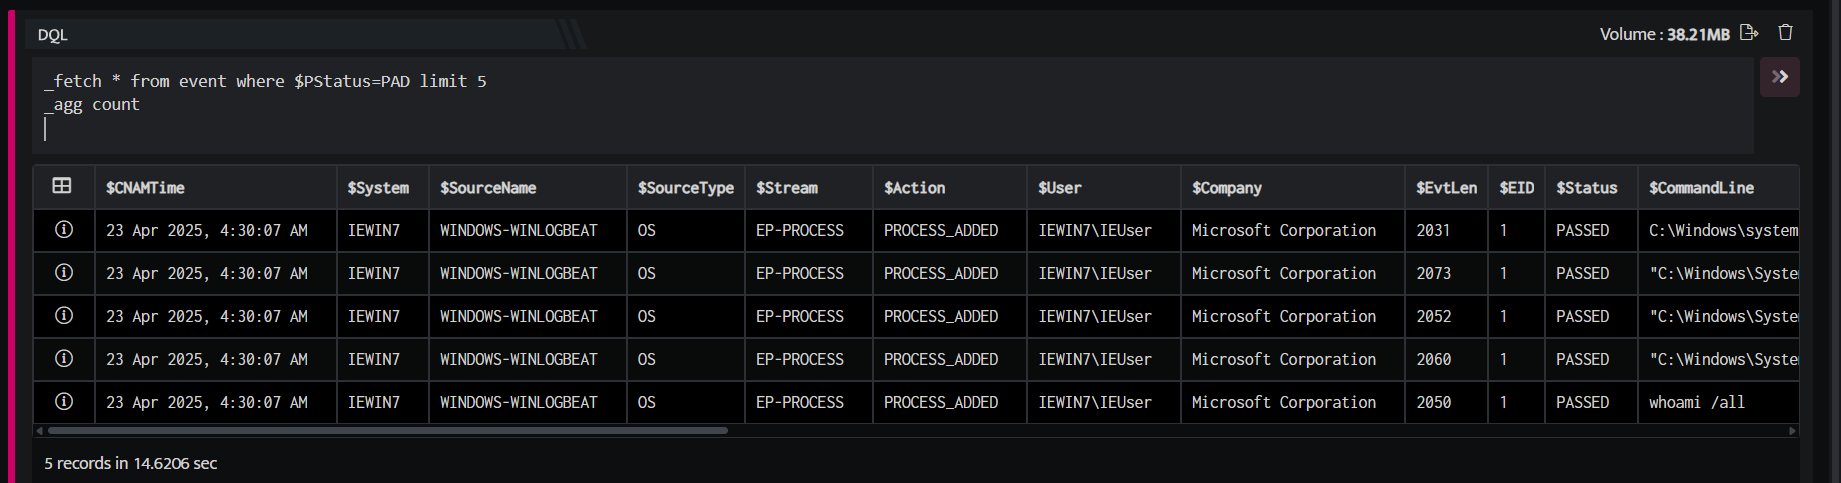 DQL
Volume : 38.21MB
_fetch * from event where $PStatus=PAD limit 5
_agg count
$CNAMTime $System $SourceName $SourceType $Stream $Action $User $Company $EvtLen $EID $Status $CommandLine
23 Apr 2025, 4:30:07 AM IEWIN7 WINDOWS-WINLOGBEAT OS EP-PROCESS PROCESS_ADDED IEWIN7\IEUser Microsoft Corporation 2031 1 PASSED C:\Windows\system
23 Apr 2025, 4:30:07 AM IEWIN7 WINDOWS-WINLOGBEAT OS EP-PROCESS PROCESS_ADDED IEWIN7\IEUser Microsoft Corporation 2073 1 PASSED "C:\Windows\Syste
23 Apr 2025, 4:30:07 AM IEWIN7 WINDOWS-WINLOGBEAT OS EP-PROCESS PROCESS_ADDED IEWIN7\IEUser Microsoft Corporation 2052 1 PASSED "C:\Windows\Syste
23 Apr 2025, 4:30:07 AM IEWIN7 WINDOWS-WINLOGBEAT OS EP-PROCESS PROCESS_ADDED IEWIN7\IEUser Microsoft Corporation 2060 1 PASSED "C:\Windows\Syste
23 Apr 2025, 4:30:07 AM IEWIN7 WINDOWS-WINLOGBEAT OS EP-PROCESS PROCESS_ADDED IEWIN7\IEUser Microsoft Corporation 2050 1 PASSED whoami /all
5 records in 14.6206 sec